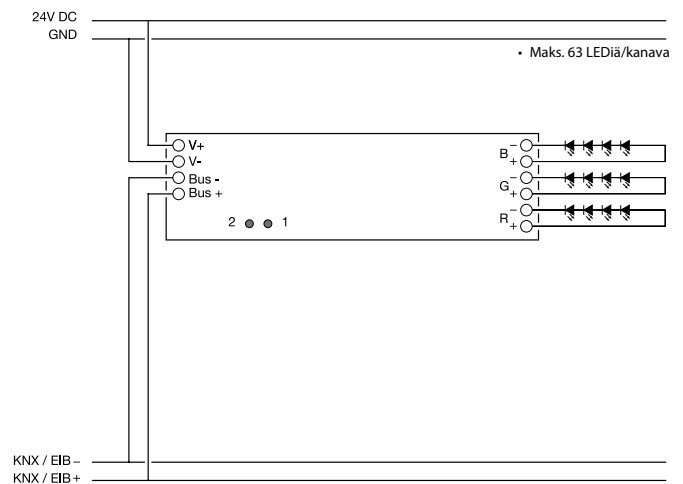 24V DC
GND
• Maks. 63 LEDiä/kanava
V+
V-
Bus -
Bus +
2 1
B - +
G - +
R - +
KNX / EIB –
KNX / EIB +